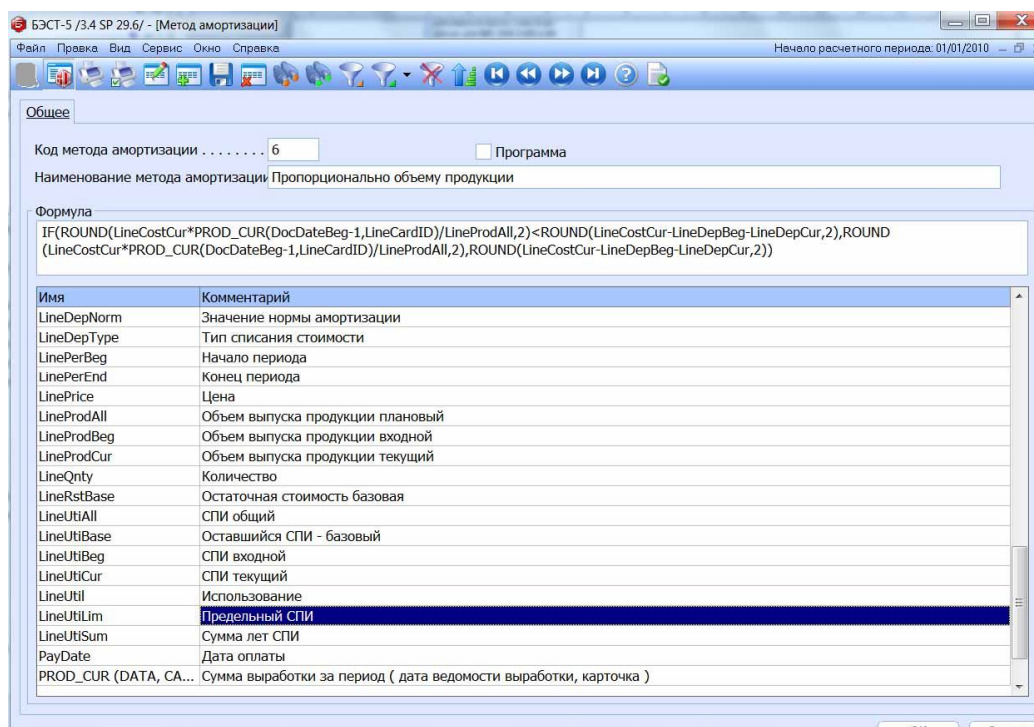 БЭСТ-5 /3.4 SP 29.6/ - [Метод амортизации]
Файл Правка Вид Сервис Окно Справка Начало расчетного периода: 01/01/2010
Общее
Код метода амортизации . . . . . . . . 6 Программа
Наименование метода амортизации Пропорционально объему продукции
Формула
IF(ROUND(LineCostCur*PROD_CUR(DocDateBeg-1,LineCardID)/LineProdAll,2)<ROUND(LineCostCur-LineDepBeg-LineDepCur,2),ROUND
(LineCostCur*PROD_CUR(DocDateBeg-1,LineCardID)/LineProdAll,2),ROUND(LineCostCur-LineDepBeg-LineDepCur,2))
Имя Комментарий
LineDepNorm Значение нормы амортизации
LineDepType Тип списания стоимости
LinePerBeg Начало периода
LinePerEnd Конец периода
LinePrice Цена
LineProdAll Объем выпуска продукции плановый
LineProdBeg Объем выпуска продукции входной
LineProdCur Объем выпуска продукции текущий
LineQnty Количество
LineRstBase Остаточная стоимость базовая
LineUtiAll СПИ общий
LineUtiBase Оставшийся СПИ - базовый
LineUtiBeg СПИ входной
LineUtiCur СПИ текущий
LineUtil Использование
LineUtiLim Предельный СПИ
LineUtiSum Сумма лет СПИ
PayDate Дата оплаты
PROD_CUR (DATA, CA... Сумма выработки за период ( дата ведомости выработки, карточка )